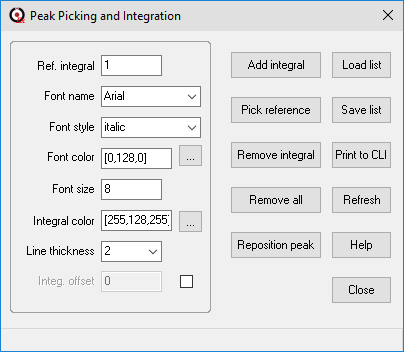 Peak Picking and Integration
Ref. integral 1
Font name Arial
Font style italic
Font color [0,128,0] ...
Font size 8
Integral color [255,128,255] ...
Line thickness 2
Integ. offset 0
Add integral Load list
Pick reference Save list
Remove integral Print to CLI
Remove all Refresh
Reposition peak Help
Close